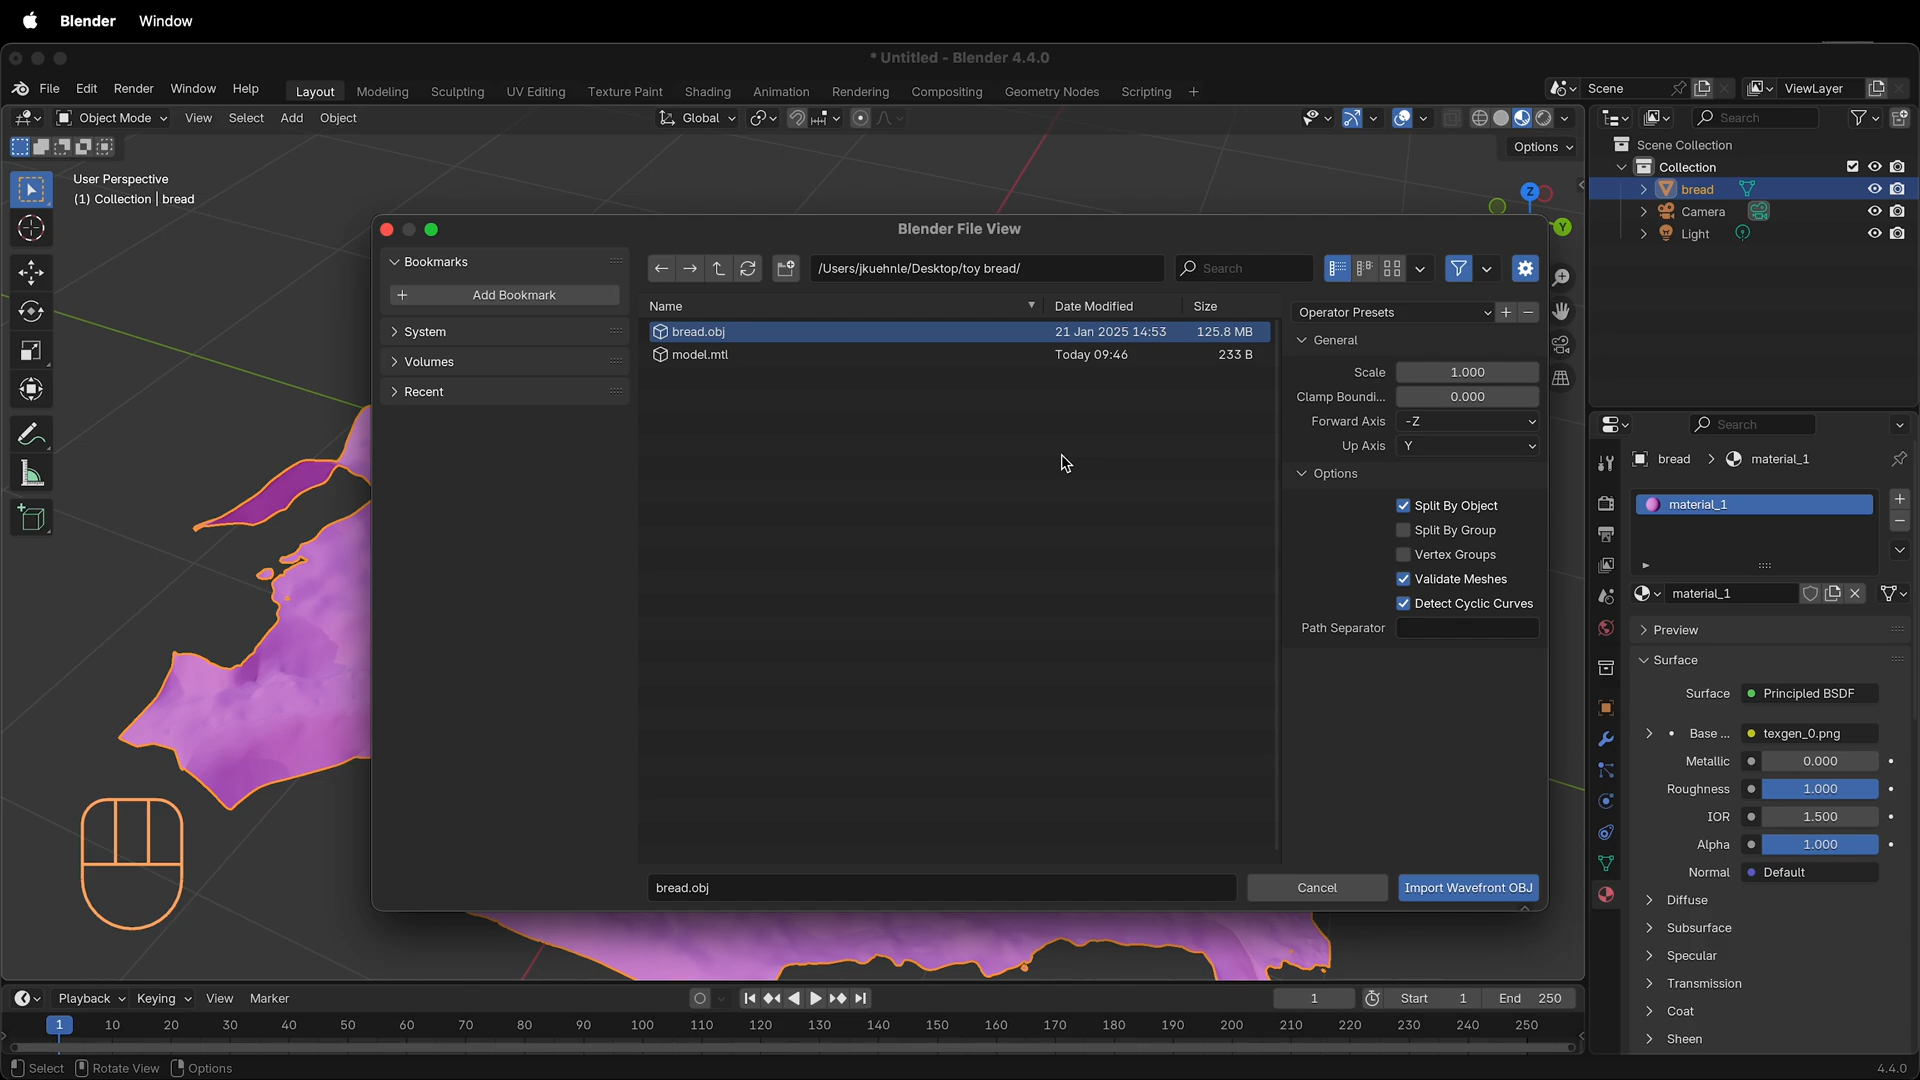 Blender Window
* Untitled - Blender 4.4.0
File Edit Render Window Help Layout Modeling Sculpting UV Editing Texture Paint Shading Animation Rendering Compositing Geometry Nodes Scripting + Scene ViewLayer
Object Mode View Select Add Object Global Search
Options
User Perspective
(1) Collection | bread
Scene Collection
Collection
bread
Camera
Light
Z
Y
Blender File View
Bookmarks
Add Bookmark
System
Volumes
Recent
/Users/jkuehnle/Desktop/toy bread/ Search
Name Date Modified Size
bread.obj 21 Jan 2025 14:53 125.8 MB
model.mtl Today 09:46 233 B
Operator Presets
General
Scale 1.000
Clamp Boundi... 0.000
Forward Axis -Z
Up Axis Y
Options
Split By Object
Split By Group
Vertex Groups
Validate Meshes
Detect Cyclic Curves
Path Separator
bread.obj Cancel Import Wavefront OBJ
Search
bread > material_1
material_1
material_1
Preview
Surface
Surface Principled BSDF
Base ... texgen_0.png
Metallic 0.000
Roughness 1.000
IOR 1.500
Alpha 1.000
Normal Default
Diffuse
Subsurface
Specular
Transmission
Coat
Sheen
Playback Keying View Marker 1 Start 1 End 250
1 10 20 30 40 50 60 70 80 90 100 110 120 130 140 150 160 170 180 190 200 210 220 230 240 250
Select Rotate View Options 4.4.0